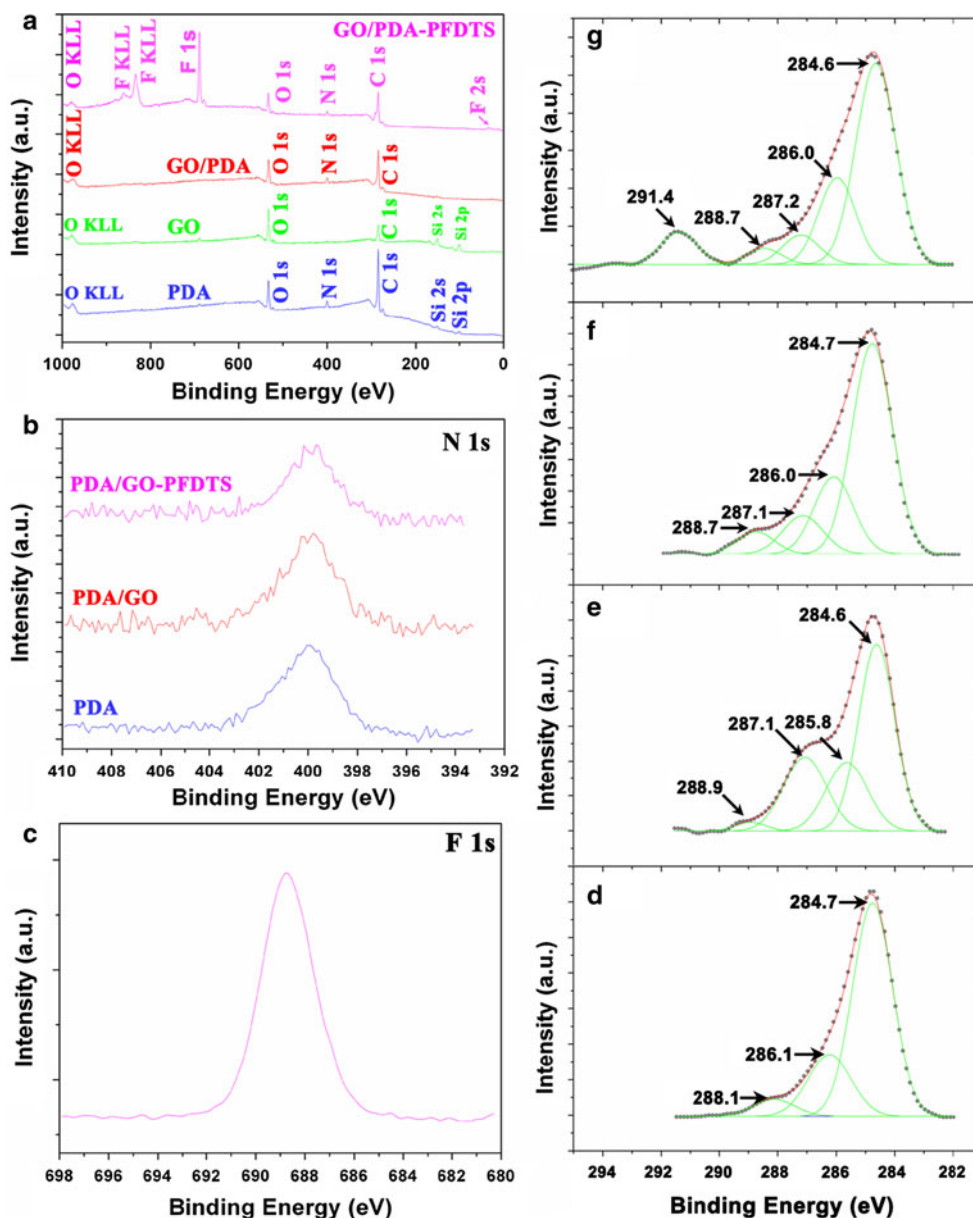 a
GO/PDA-PFDTS
O KLL
F KLL
F KLL
F 1s
O 1s
N 1s
C 1s
F 2s
O KLL
GO/PDA
O 1s
N 1s
C 1s
O KLL
GO
O 1s
C 1s
Si 2s
Si 2p
O KLL
PDA
O 1s
N 1s
C 1s
Si 2s
Si 2p
Intensity (a.u.)
1000 800 600 400 200 0
Binding Energy (eV)
b
N 1s
PDA/GO-PFDTS
PDA/GO
PDA
Intensity (a.u.)
410 408 406 404 402 400 398 396 394 392
Binding Energy (eV)
c
F 1s
Intensity (a.u.)
698 696 694 692 690 688 686 684 682 680
Binding Energy (eV)
g
284.6
286.0
287.2
288.7
291.4
Intensity (a.u.)
f
284.7
286.0
287.1
288.7
Intensity (a.u.)
e
284.6
287.1
285.8
288.9
Intensity (a.u.)
d
284.7
286.1
288.1
Intensity (a.u.)
294 292 290 288 286 284 282
Binding Energy (eV)